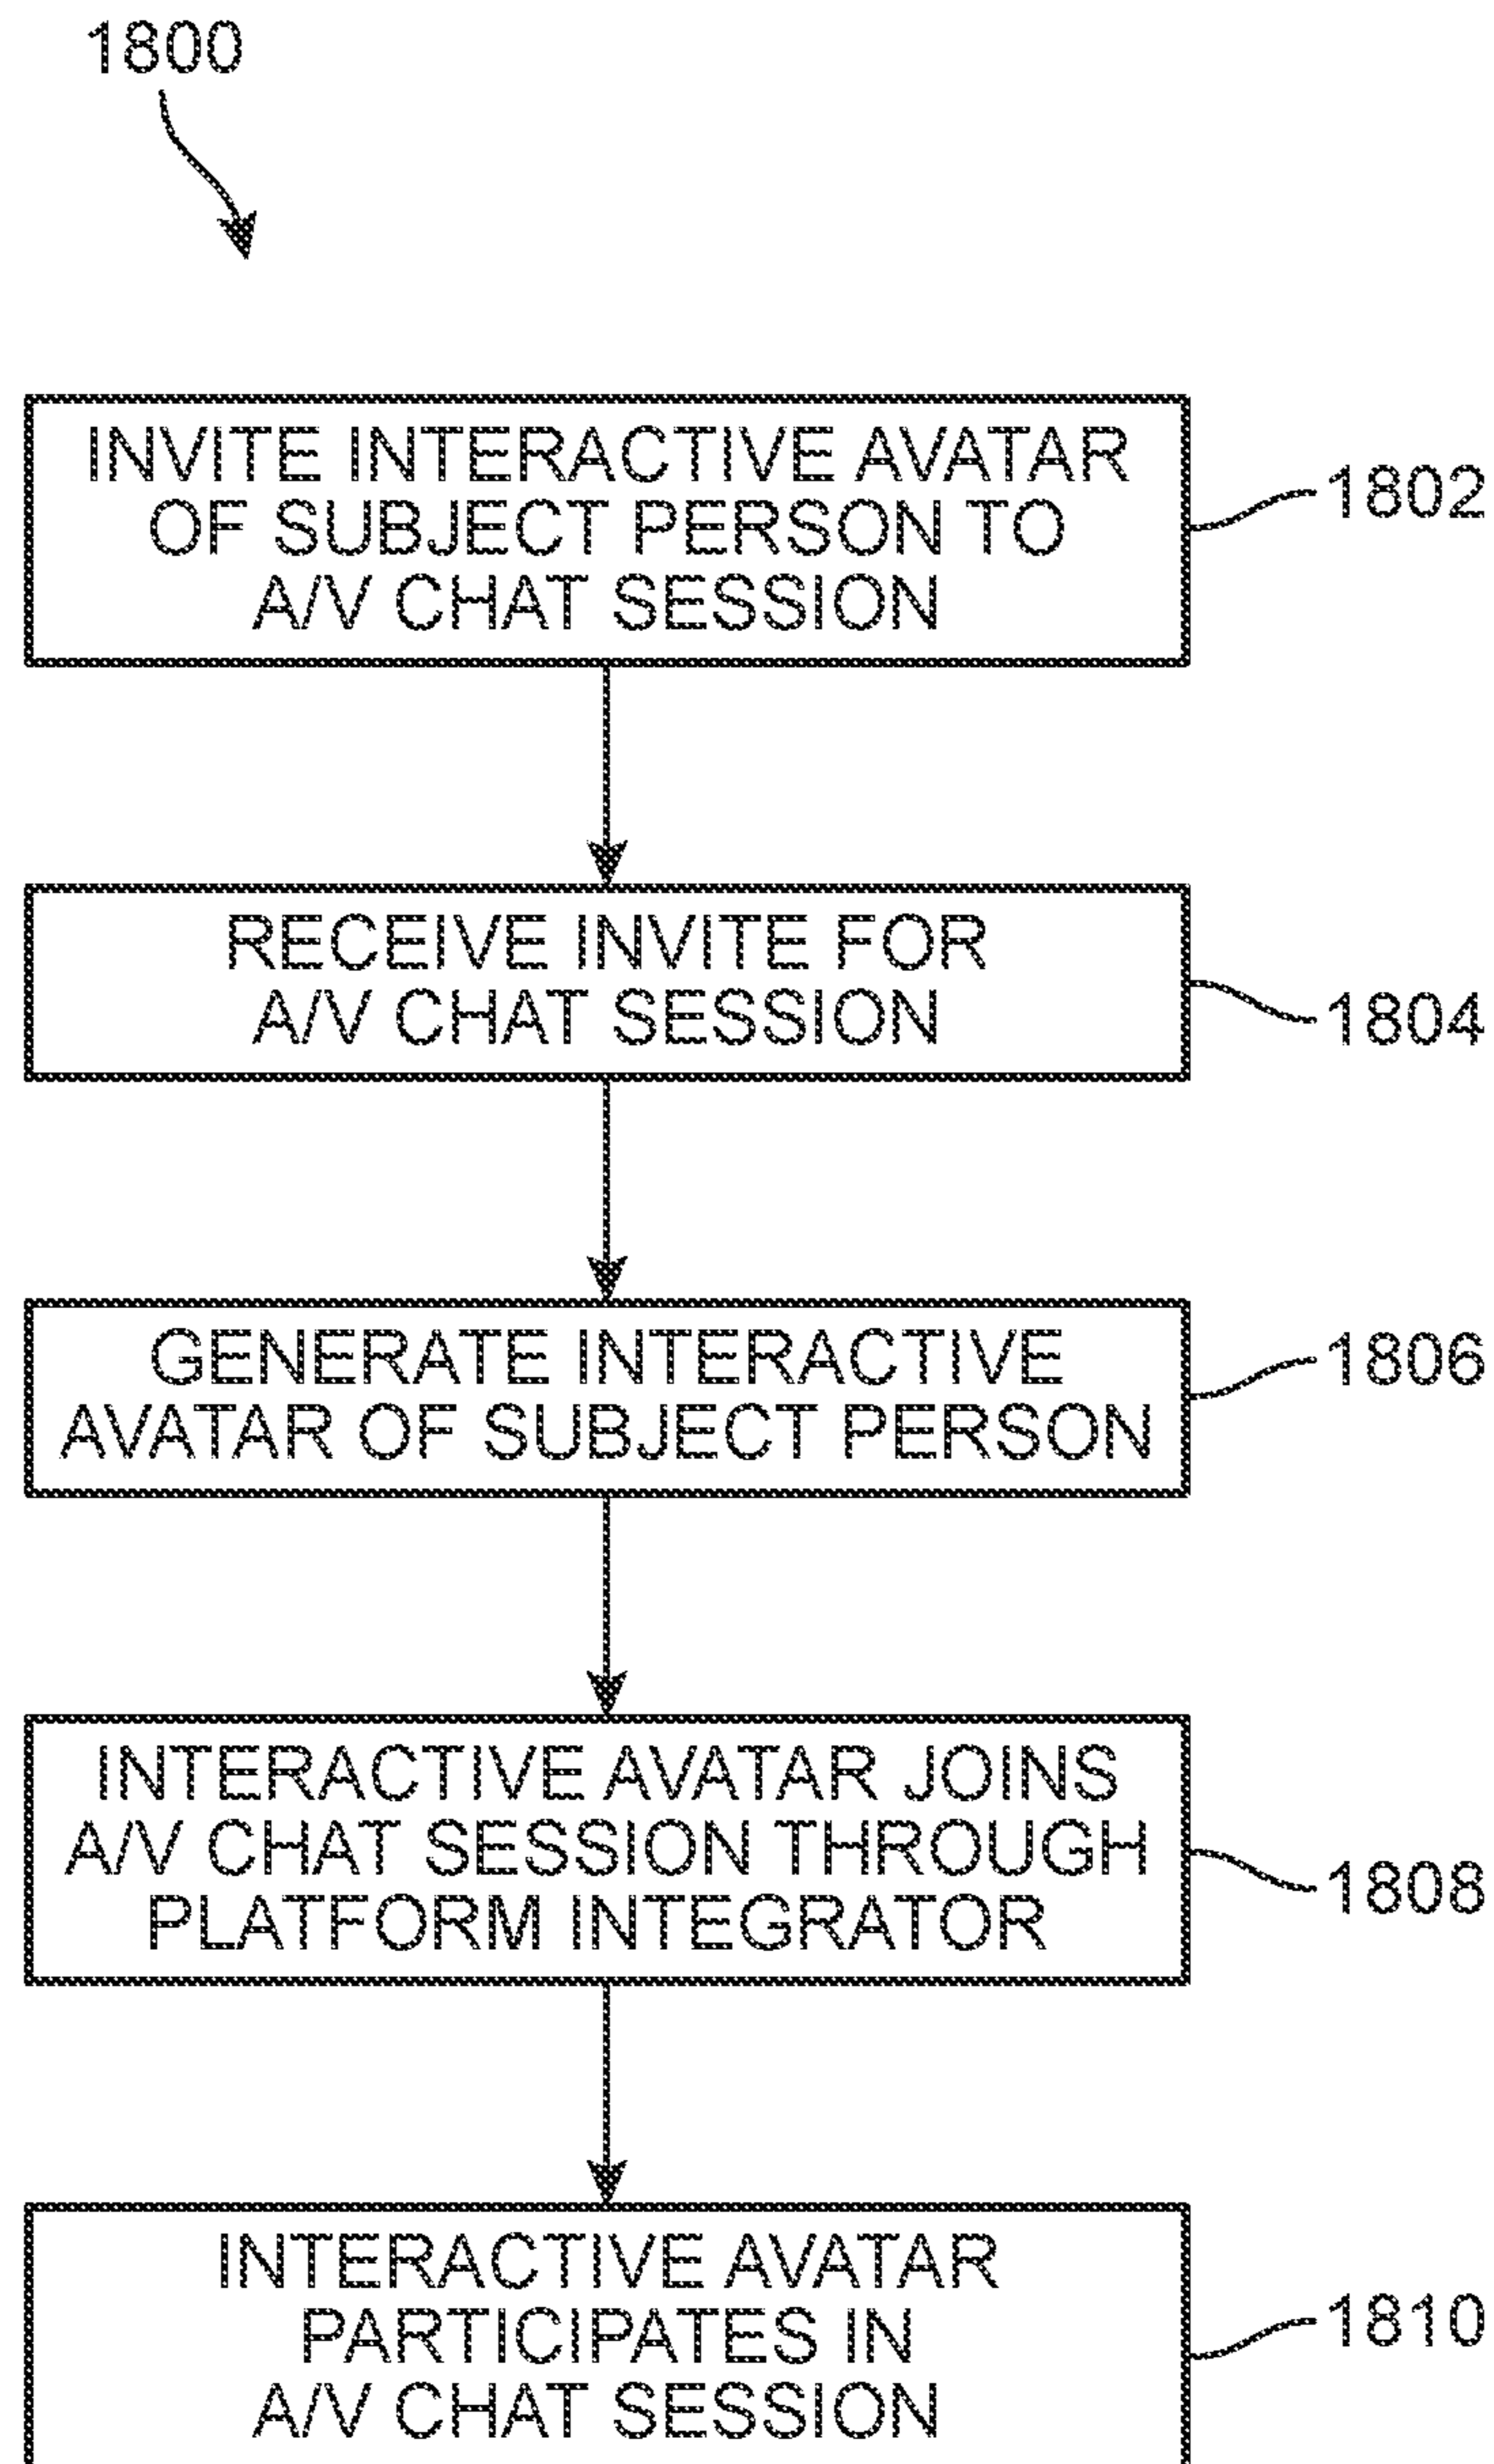 1800
INVITE INTERACTIVE AVATAR
OF SUBJECT PERSON TO
A/V CHAT SESSION
1802
RECEIVE INVITE FOR
A/V CHAT SESSION
1804
GENERATE INTERACTIVE
AVATAR OF SUBJECT PERSON
1806
INTERACTIVE AVATAR JOINS
A/V CHAT SESSION THROUGH
PLATFORM INTEGRATOR
1808
INTERACTIVE AVATAR
PARTICIPATES IN
A/V CHAT SESSION
1810